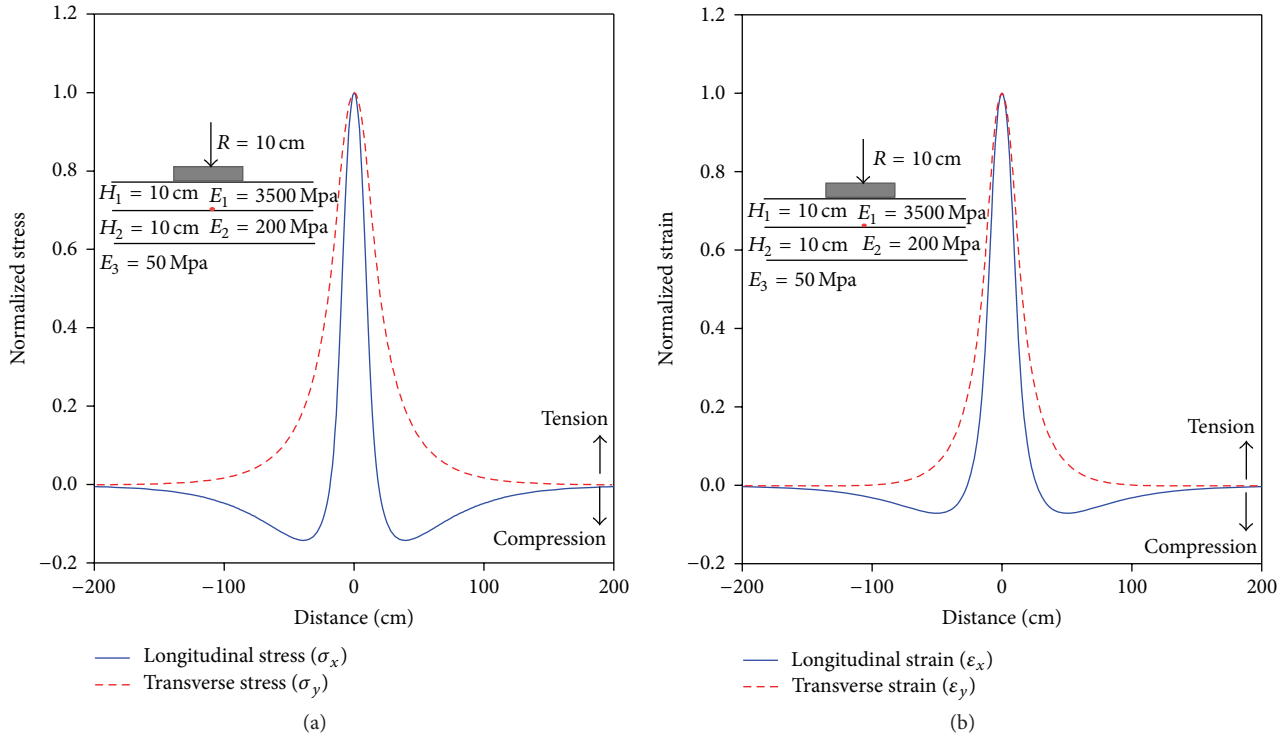 1.2
1.0
0.8
0.6
0.4
0.2
0.0
−0.2
Normalized stress
R = 10 cm
H₁ = 10 cm E₁ = 3500 Mpa
H₂ = 10 cm E₂ = 200 Mpa
E₃ = 50 Mpa
Tension
Compression
−200 −100 0 100 200
Distance (cm)
Longitudinal stress (σₓ)
Transverse stress (σ_y)
(a)
1.2
1.0
0.8
0.6
0.4
0.2
0.0
−0.2
Normalized strain
R = 10 cm
H₁ = 10 cm E₁ = 3500 Mpa
H₂ = 10 cm E₂ = 200 Mpa
E₃ = 50 Mpa
Tension
Compression
−200 −100 0 100 200
Distance (cm)
Longitudinal strain (εₓ)
Transverse strain (ε_y)
(b)